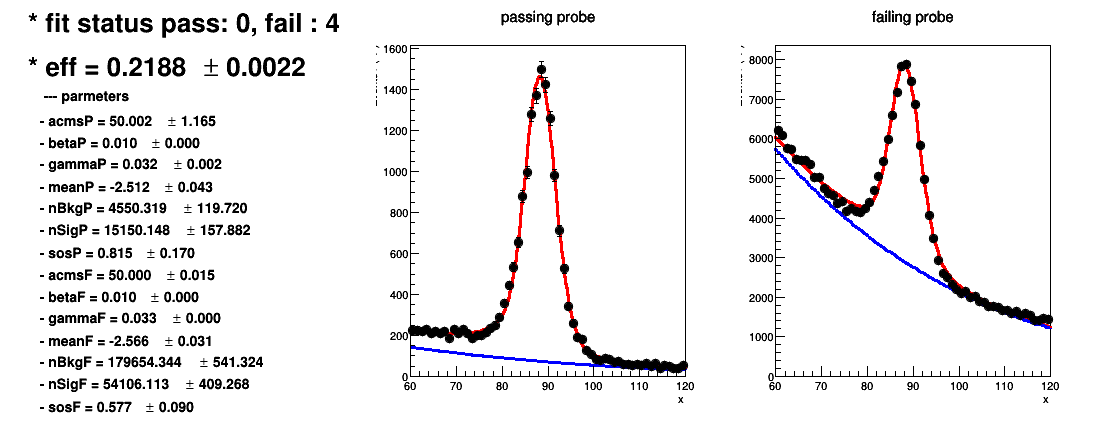 * fit status pass: 0, fail : 4
* eff = 0.2188 ± 0.0022
--- parmeters
- acmsP = 50.002 ± 1.165
- betaP = 0.010 ± 0.000
- gammaP = 0.032 ± 0.002
- meanP = -2.512 ± 0.043
- nBkgP = 4550.319 ± 119.720
- nSigP = 15150.148 ± 157.882
- sosP = 0.815 ± 0.170
- acmsF = 50.000 ± 0.015
- betaF = 0.010 ± 0.000
- gammaF = 0.033 ± 0.000
- meanF = -2.566 ± 0.031
- nBkgF = 179654.344 ± 541.324
- nSigF = 54106.113 ± 409.268
- sosF = 0.577 ± 0.090
passing probe
1600
1400
1200
1000
800
600
400
200
0
60 70 80 90 100 110 120
x
failing probe
8000
7000
6000
5000
4000
3000
2000
1000
0
60 70 80 90 100 110 120
x